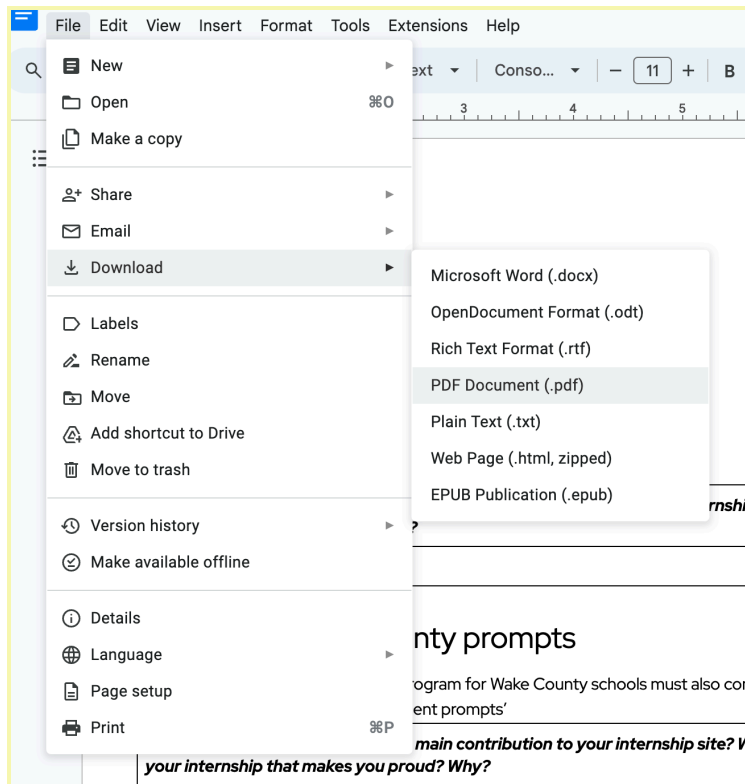 File Edit View Insert Format Tools Extensions Help
New
ext Conso... 11 B
Open ⌘O
3 4 5
Make a copy
Share
Email
Download
Microsoft Word (.docx)
OpenDocument Format (.odt)
Labels
Rich Text Format (.rtf)
Rename
PDF Document (.pdf)
Move
Plain Text (.txt)
Add shortcut to Drive
Web Page (.html, zipped)
Move to trash
EPUB Publication (.epub)
rnshi
Version history
?
Make available offline
Details
nty prompts
Language
ogram for Wake County schools must also cor
Page setup
ent prompts'
Print ⌘P
main contribution to your internship site? W
your internship that makes you proud? Why?